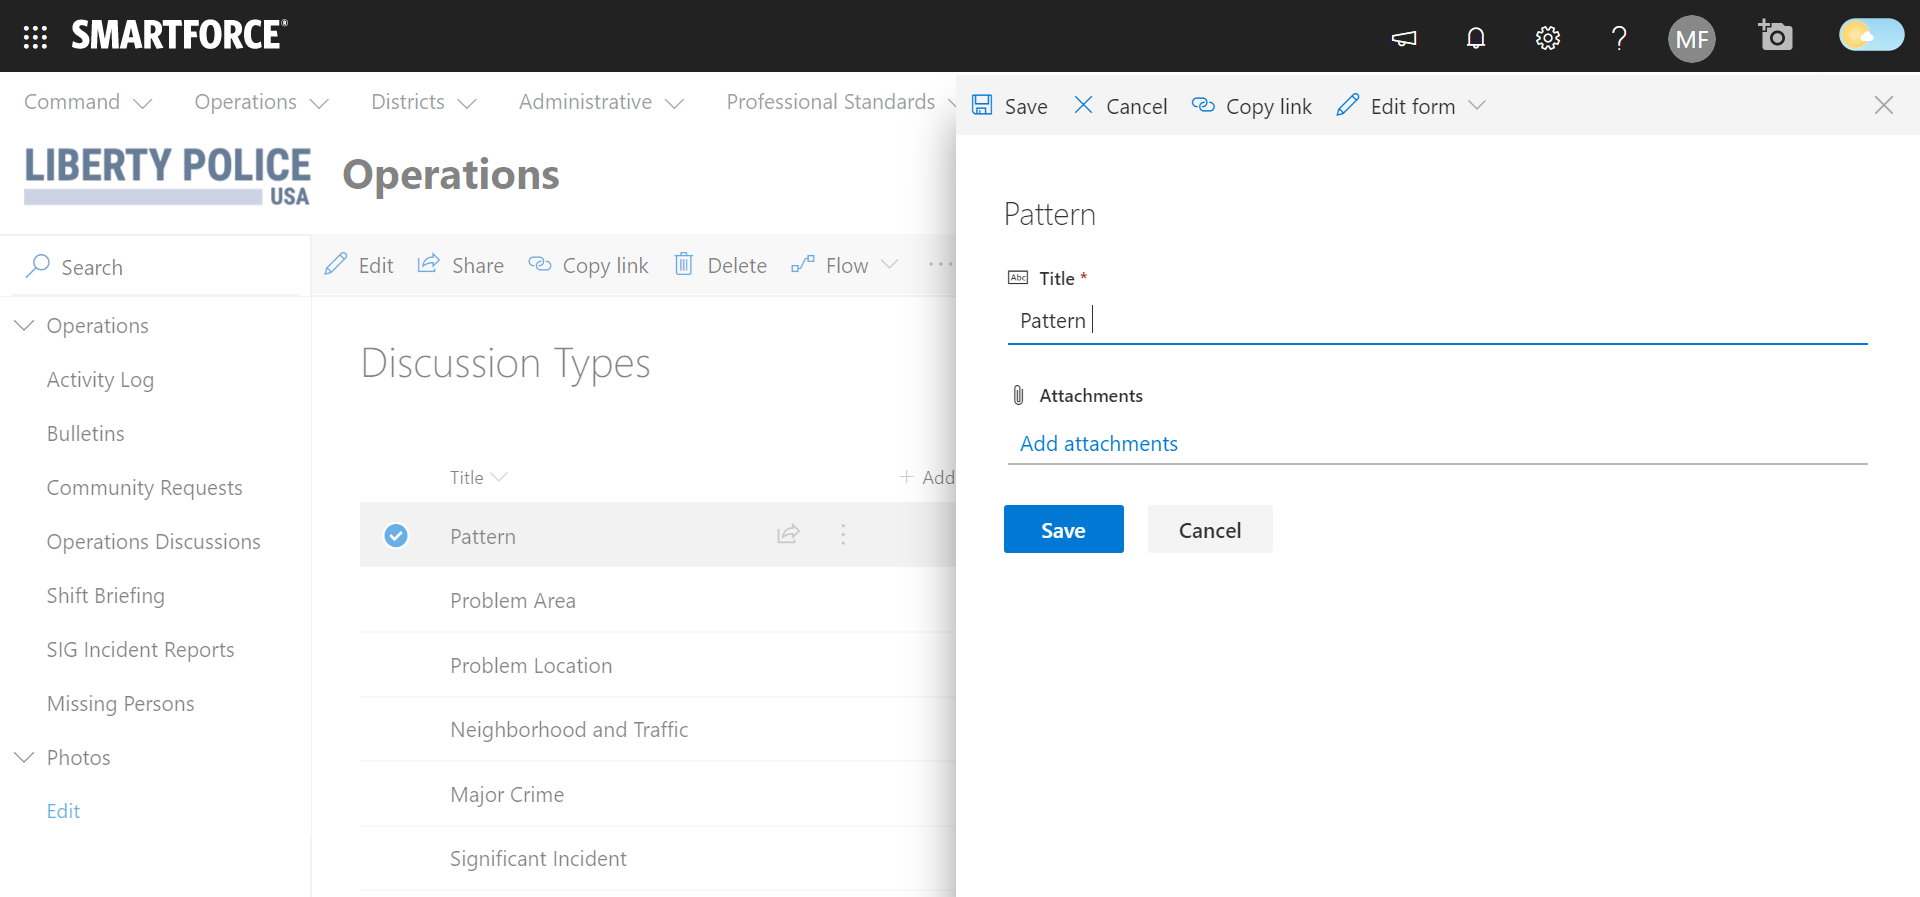 SMARTFORCE®
MF
Command Operations Districts Administrative Professional Standards
LIBERTY POLICE
USA
Operations
Search
Edit Share Copy link Delete Flow
Operations
Activity Log
Bulletins
Community Requests
Operations Discussions
Shift Briefing
SIG Incident Reports
Missing Persons
Photos
Edit
Discussion Types
Title + Add
Pattern
Problem Area
Problem Location
Neighborhood and Traffic
Major Crime
Significant Incident
Save Cancel Copy link Edit form
Pattern
Abc Title *
Pattern
Attachments
Add attachments
Save Cancel